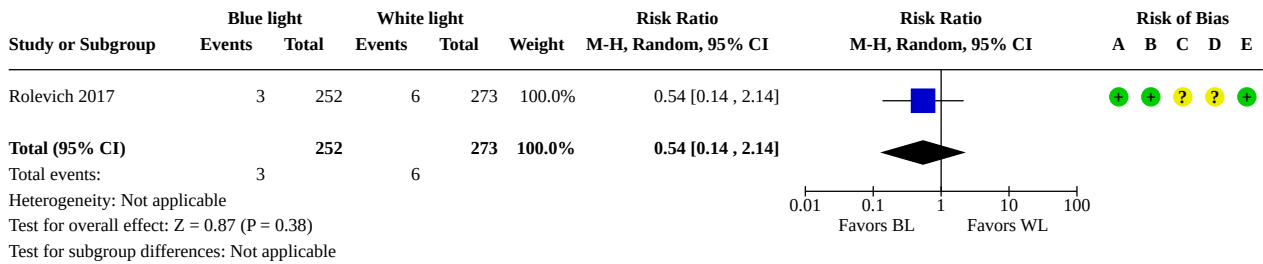 Blue light White light Risk Ratio Risk Ratio Risk of Bias
Study or Subgroup Events Total Events Total Weight M-H, Random, 95% CI M-H, Random, 95% CI A B C D E
Rolevich 2017 3 252 6 273 100.0% 0.54 [0.14 , 2.14] + + ? ? +
Total (95% CI) 252 273 100.0% 0.54 [0.14 , 2.14]
Total events: 3 6
Heterogeneity: Not applicable
0.01 0.1 1 10 100
Test for overall effect: Z = 0.87 (P = 0.38) Favors BL Favors WL
Test for subgroup differences: Not applicable